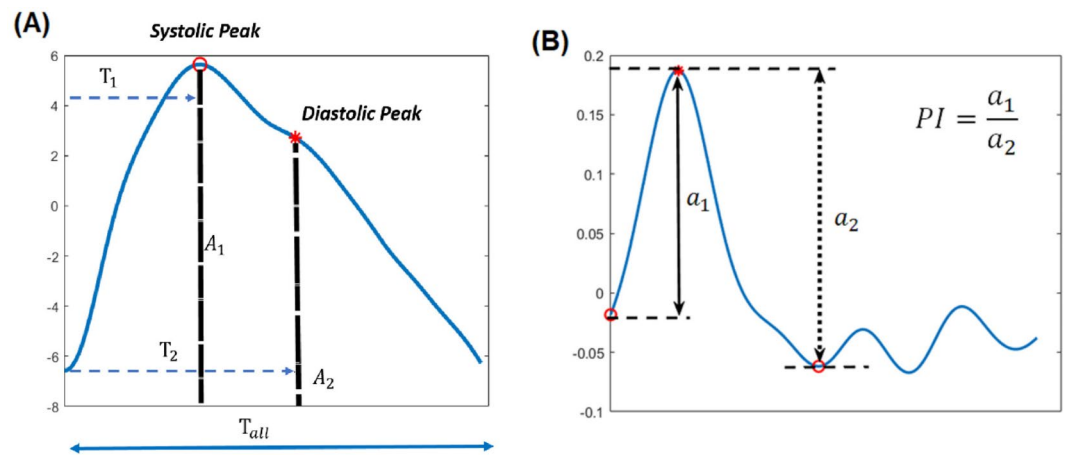 (A)
Systolic Peak
6
4
2
0
-2
-4
-6
-8
T₁
Diastolic Peak
A₁
T₂
A₂
Tₐₗₗ
(B)
0.2
0.15
0.1
0.05
0
-0.05
-0.1
a₁
a₂
PI = a₁/a₂